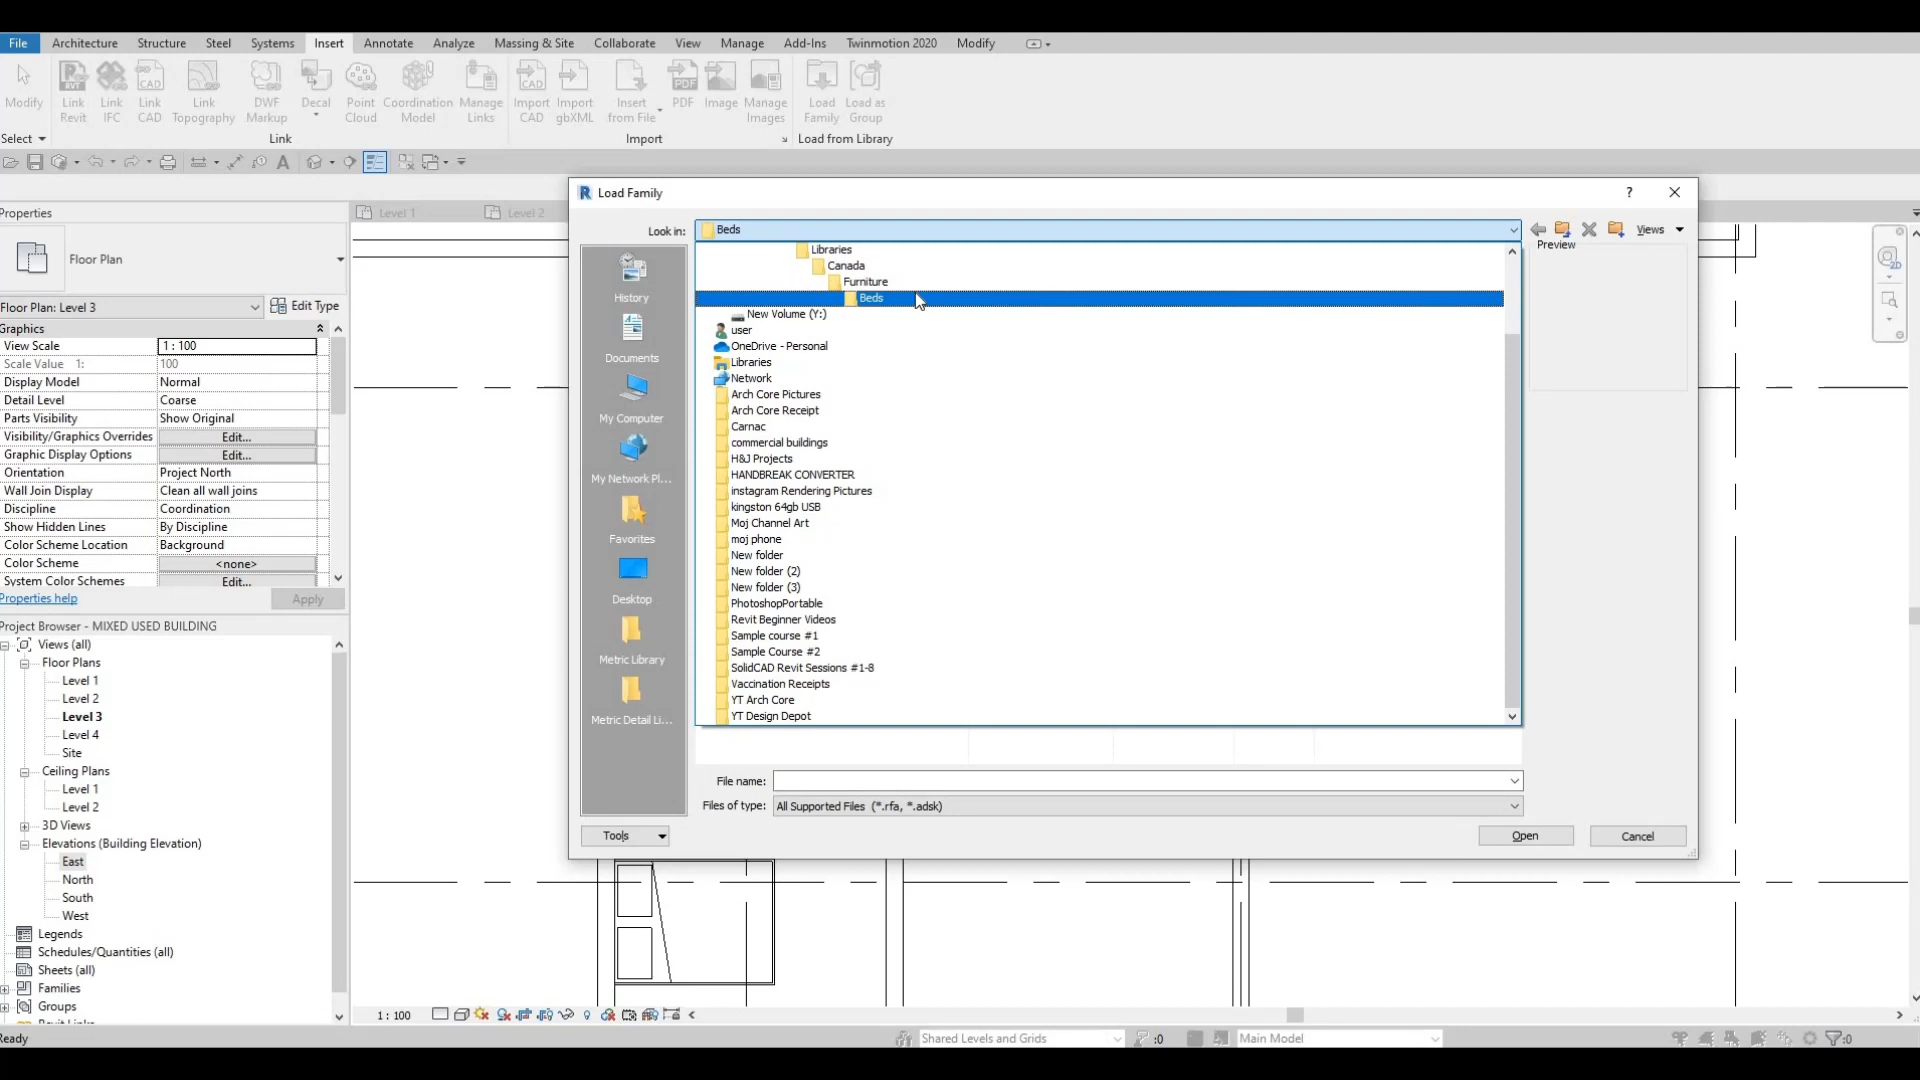 File Architecture Structure Steel Systems Insert Annotate Analyze Massing & Site Collaborate View Manage Add-Ins Twinmotion 2020 Modify
Modify
Link Revit
Link IFC
Link CAD
Link Topography
DWF Markup
Decal
Point Cloud
Coordination Model
Manage Links
Import CAD
Import gbXML
Insert from File
PDF
Image
Manage Images
Load Family
Load as Group
Select
Link
Import
Load from Library
Properties
Level 1
Level 2
Floor Plan
Floor Plan: Level 3
Edit Type
Graphics
View Scale 1 : 100
Scale Value 1: 100
Display Model Normal
Detail Level Coarse
Parts Visibility Show Original
Visibility/Graphics Overrides Edit...
Graphic Display Options Edit...
Orientation Project North
Wall Join Display Clean all wall joins
Discipline Coordination
Show Hidden Lines By Discipline
Color Scheme Location Background
Color Scheme <none>
System Color Schemes Edit...
Properties help
Apply
Project Browser - MIXED USED BUILDING
Views (all)
Floor Plans
Level 1
Level 2
Level 3
Level 4
Site
Ceiling Plans
Level 1
Level 2
3D Views
Elevations (Building Elevation)
East
North
South
West
Legends
Schedules/Quantities (all)
Sheets (all)
Families
Groups
Revit Links
Load Family
Look in: Beds
Views
Preview
History
Documents
My Computer
My Network Pl...
Favorites
Desktop
Metric Library
Metric Detail Li...
Libraries
Canada
Furniture
Beds
New Volume (Y:)
user
OneDrive - Personal
Libraries
Network
Arch Core Pictures
Arch Core Receipt
Carnac
commercial buildings
H&J Projects
HANDBREAK CONVERTER
instagram Rendering Pictures
kingston 64gb USB
Moj Channel Art
moj phone
New folder
New folder (2)
New folder (3)
PhotoshopPortable
Revit Beginner Videos
Sample course #1
Sample Course #2
SolidCAD Revit Sessions #1-8
Vaccination Receipts
YT Arch Core
YT Design Depot
File name:
Files of type: All Supported Files (*.rfa, *.adsk)
Tools
Open
Cancel
1 : 100
Ready
Shared Levels and Grids
:0
Main Model
:0